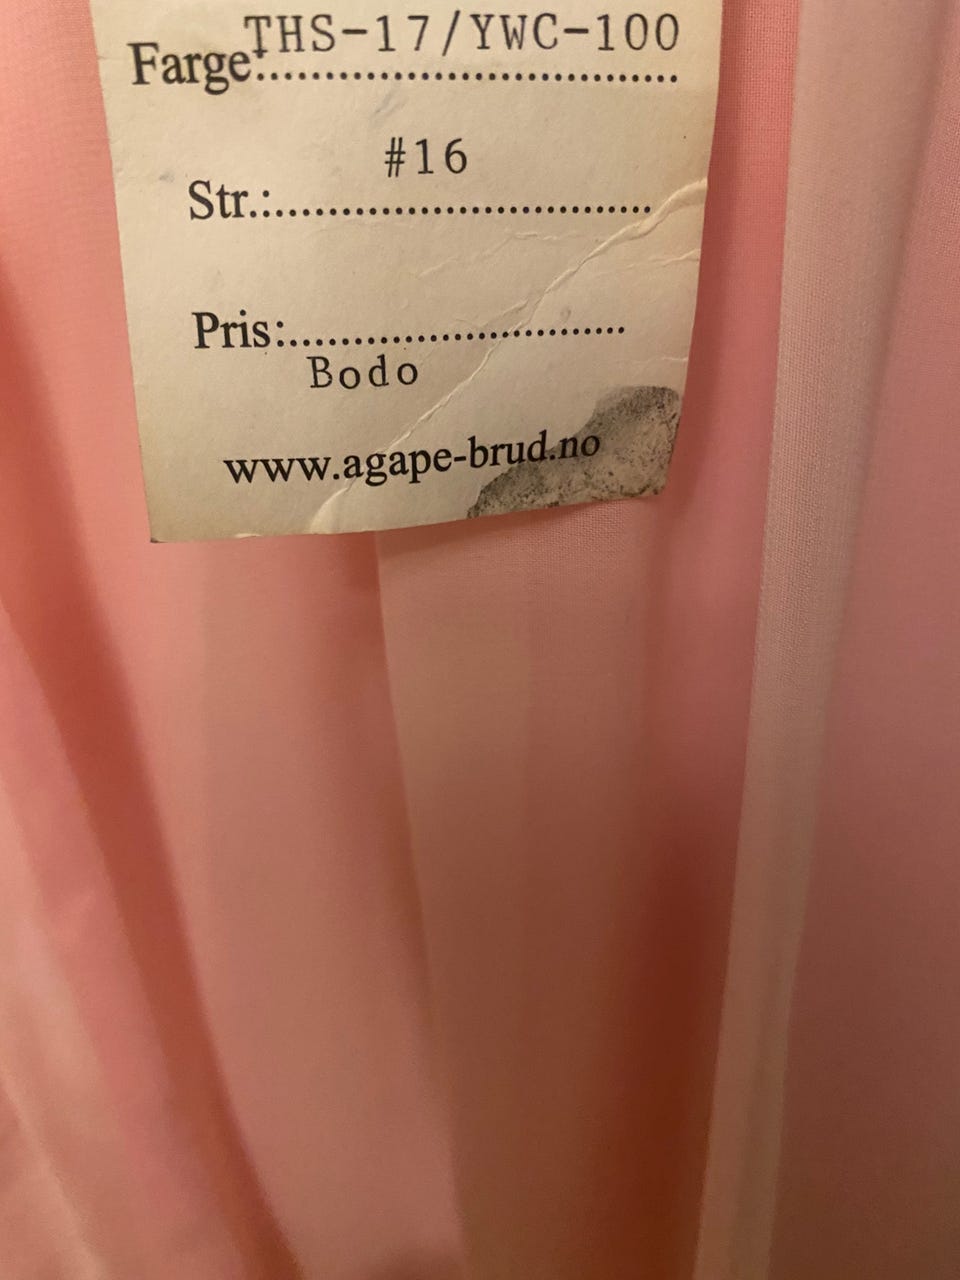 THS-17/YWC-100
Farge:..............................
#16
Str.:..............................
Pris:............................
Bodo
www.agape-brud.no